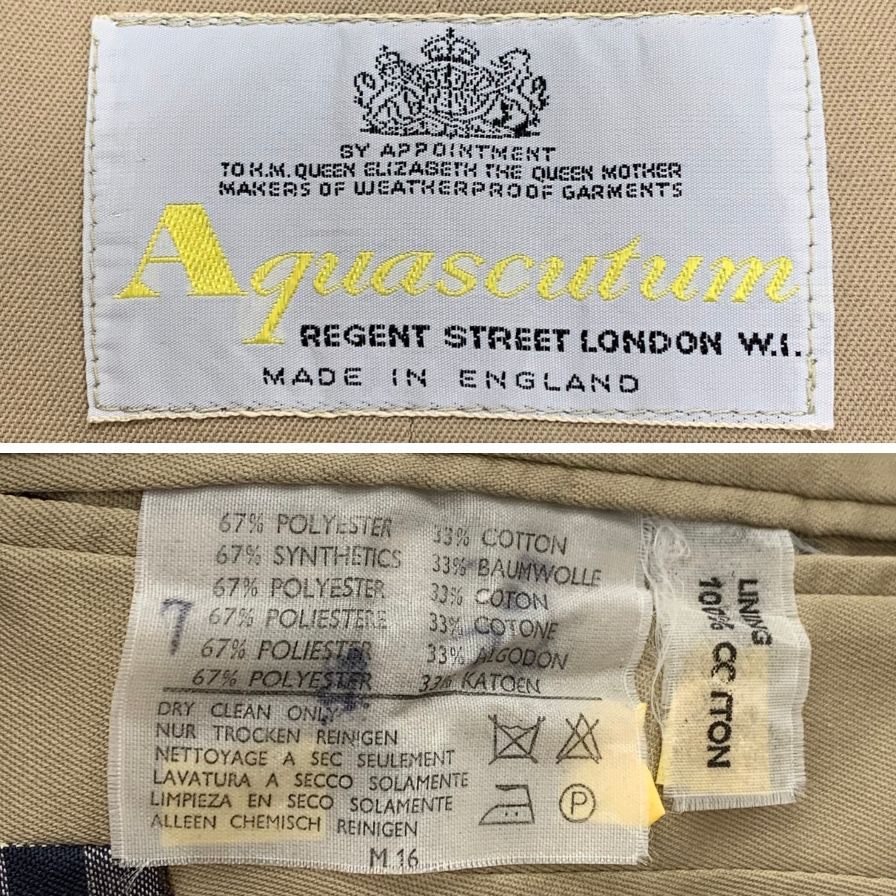 BY APPOINTMENT
TO H.M. QUEEN ELIZABETH THE QUEEN MOTHER
MAKERS OF WEATHERPROOF GARMENTS
Aquascutum
REGENT STREET LONDON W.I.
MADE IN ENGLAND
67% POLYESTER 33% COTTON
67% SYNTHETICS 33% BAUMWOLLE
67% POLYESTER 33% COTON
67% POLIESTERE 33% COTONE
67% POLIESTER 33% ALGODON
67% POLYESTER 33% KATOEN
DRY CLEAN ONLY
NUR TROCKEN REINIGEN
NETTOYAGE A SEC SEULEMENT
LAVATURA A SECCO SOLAMENTE
LIMPIEZA EN SECO SOLAMENTE
ALLEEN CHEMISCH REINIGEN
P
M 16
7
LINING
100% COTTON